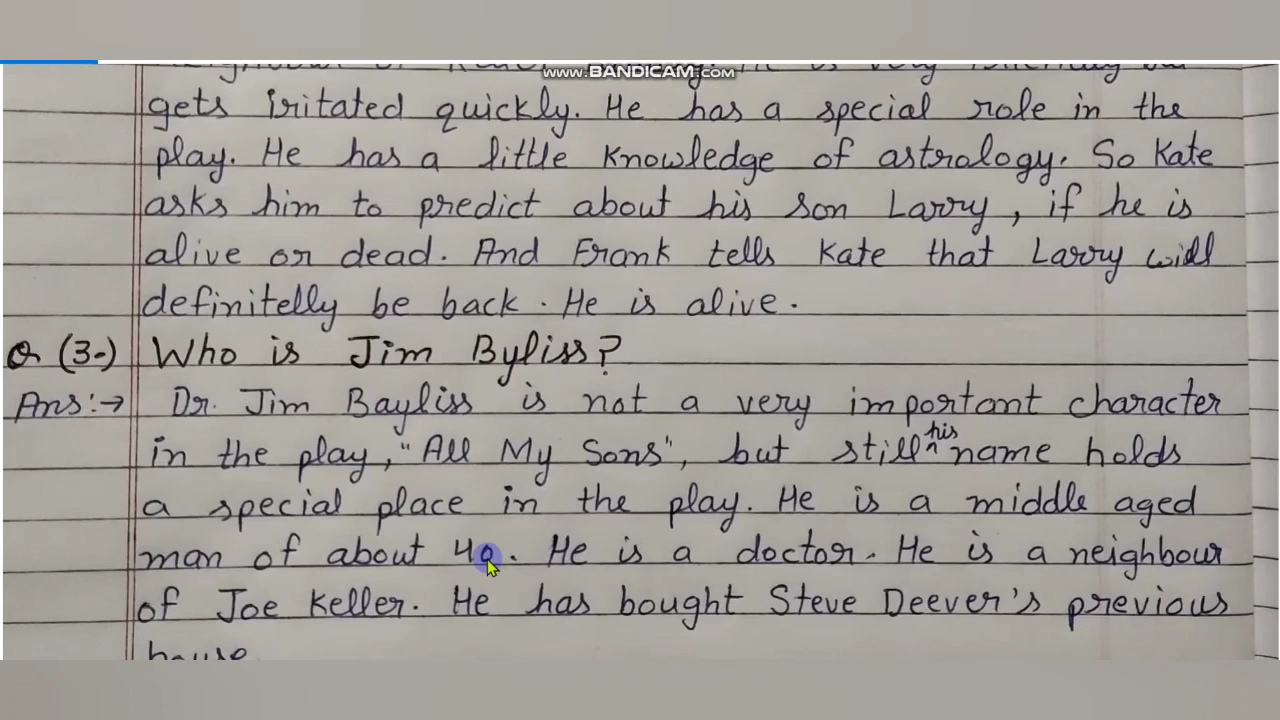 www.BANDICAM.com
gets irritated quickly. He has a special role in the
play. He has a little knowledge of astrology. So Kate
asks him to predict about his son Larry, if he is
alive or dead. And Frank tells Kate that Larry will
definitelly be back. He is alive.
Q (3-) Who is Jim Byliss?
Ans:→ Dr. Jim Bayliss is not a very important character
in the play, "All My Sons", but still his name holds
a special place in the play. He is a middle aged
man of about 40. He is a doctor. He is a neighbour
of Joe Keller. He has bought Steve Deever's previous
house